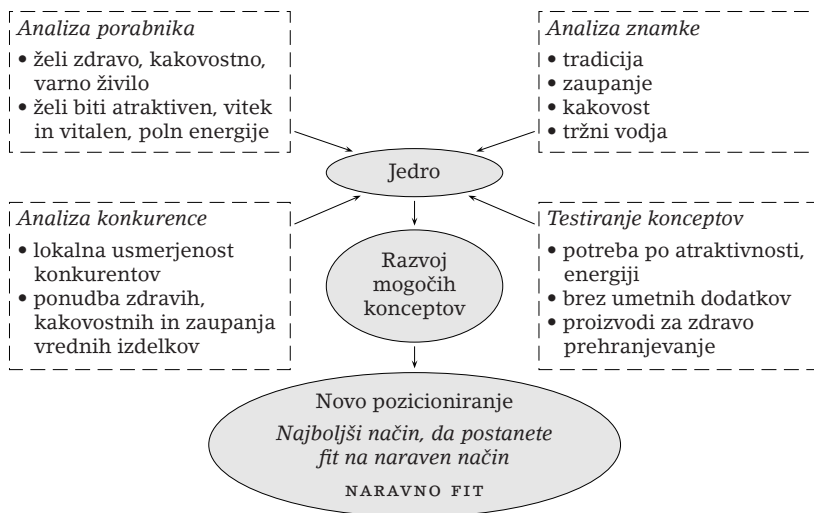 Analiza porabnika
• želi zdravo, kakovostno,
varno živilo
• želi biti atraktiven, vitek
in vitalen, poln energije
Analiza znamke
• tradicija
• zaupanje
• kakovost
• tržni vodja
Jedro
Analiza konkurence
• lokalna usmerjenost
konkurentov
• ponudba zdravih,
kakovostnih in zaupanja
vrednih izdelkov
Razvoj
mogočih
konceptov
Testiranje konceptov
• potreba po atraktivnosti,
energiji
• brez umetnih dodatkov
• proizvodi za zdravo
prehranjevanje
Novo pozicioniranje
Najboljši način, da postanete
fit na naraven način
NARAVNO FIT